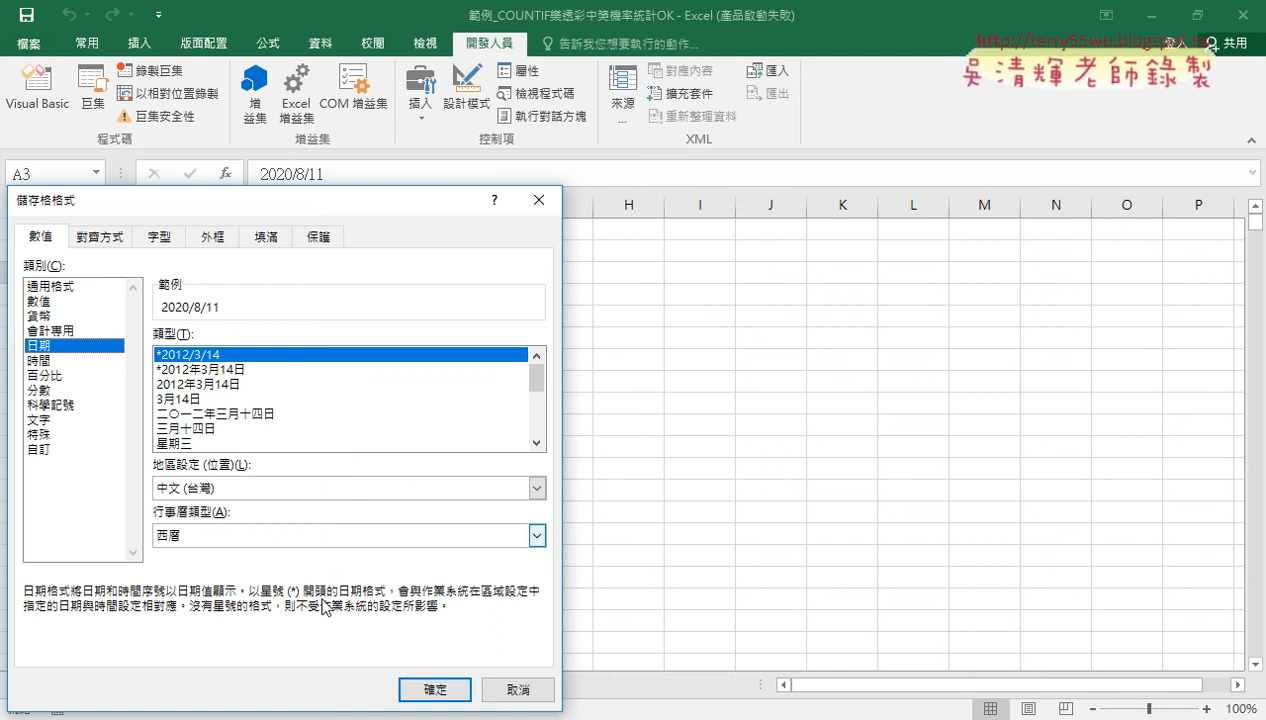 範例_COUNTIF樂透彩中獎機率統計OK - Excel (產品啟動失敗)
檔案 常用 插入 版面配置 公式 資料 校閱 檢視 開發人員 告訴我您想要執行的動作... 登入 共用
http://terry55wu.blogspot.tw
吳清輝老師錄製
Visual Basic 巨集 錄製巨集 以相對位置錄製 巨集安全性
增益集 Excel 增益集 COM 增益集
插入 設計模式 屬性 檢視程式碼 執行對話方塊
來源... 對應內容 擴充套件 重新整理資料 匯入 匯出
程式碼 增益集 控制項 XML
A3 fx 2020/8/11
儲存格格式 ?
H I J K L M N O P
數值 對齊方式 字型 外框 填滿 保護
類別(C):
通用格式
數值
貨幣
會計專用
日期
時間
百分比
分數
科學記號
文字
特殊
自訂
範例
2020/8/11
類型(T):
*2012/3/14
*2012年3月14日
2012年3月14日
3月14日
二〇一二年三月十四日
三月十四日
星期三
地區設定 (位置)(L):
中文 (台灣)
行事曆類型(A):
西曆
日期格式將日期和時間序號以日期值顯示。以星號 (*) 開頭的日期格式，會與作業系統在區域設定中
指定的日期與時間設定相對應。沒有星號的格式，則不受作業系統的設定所影響。
確定 取消
100%